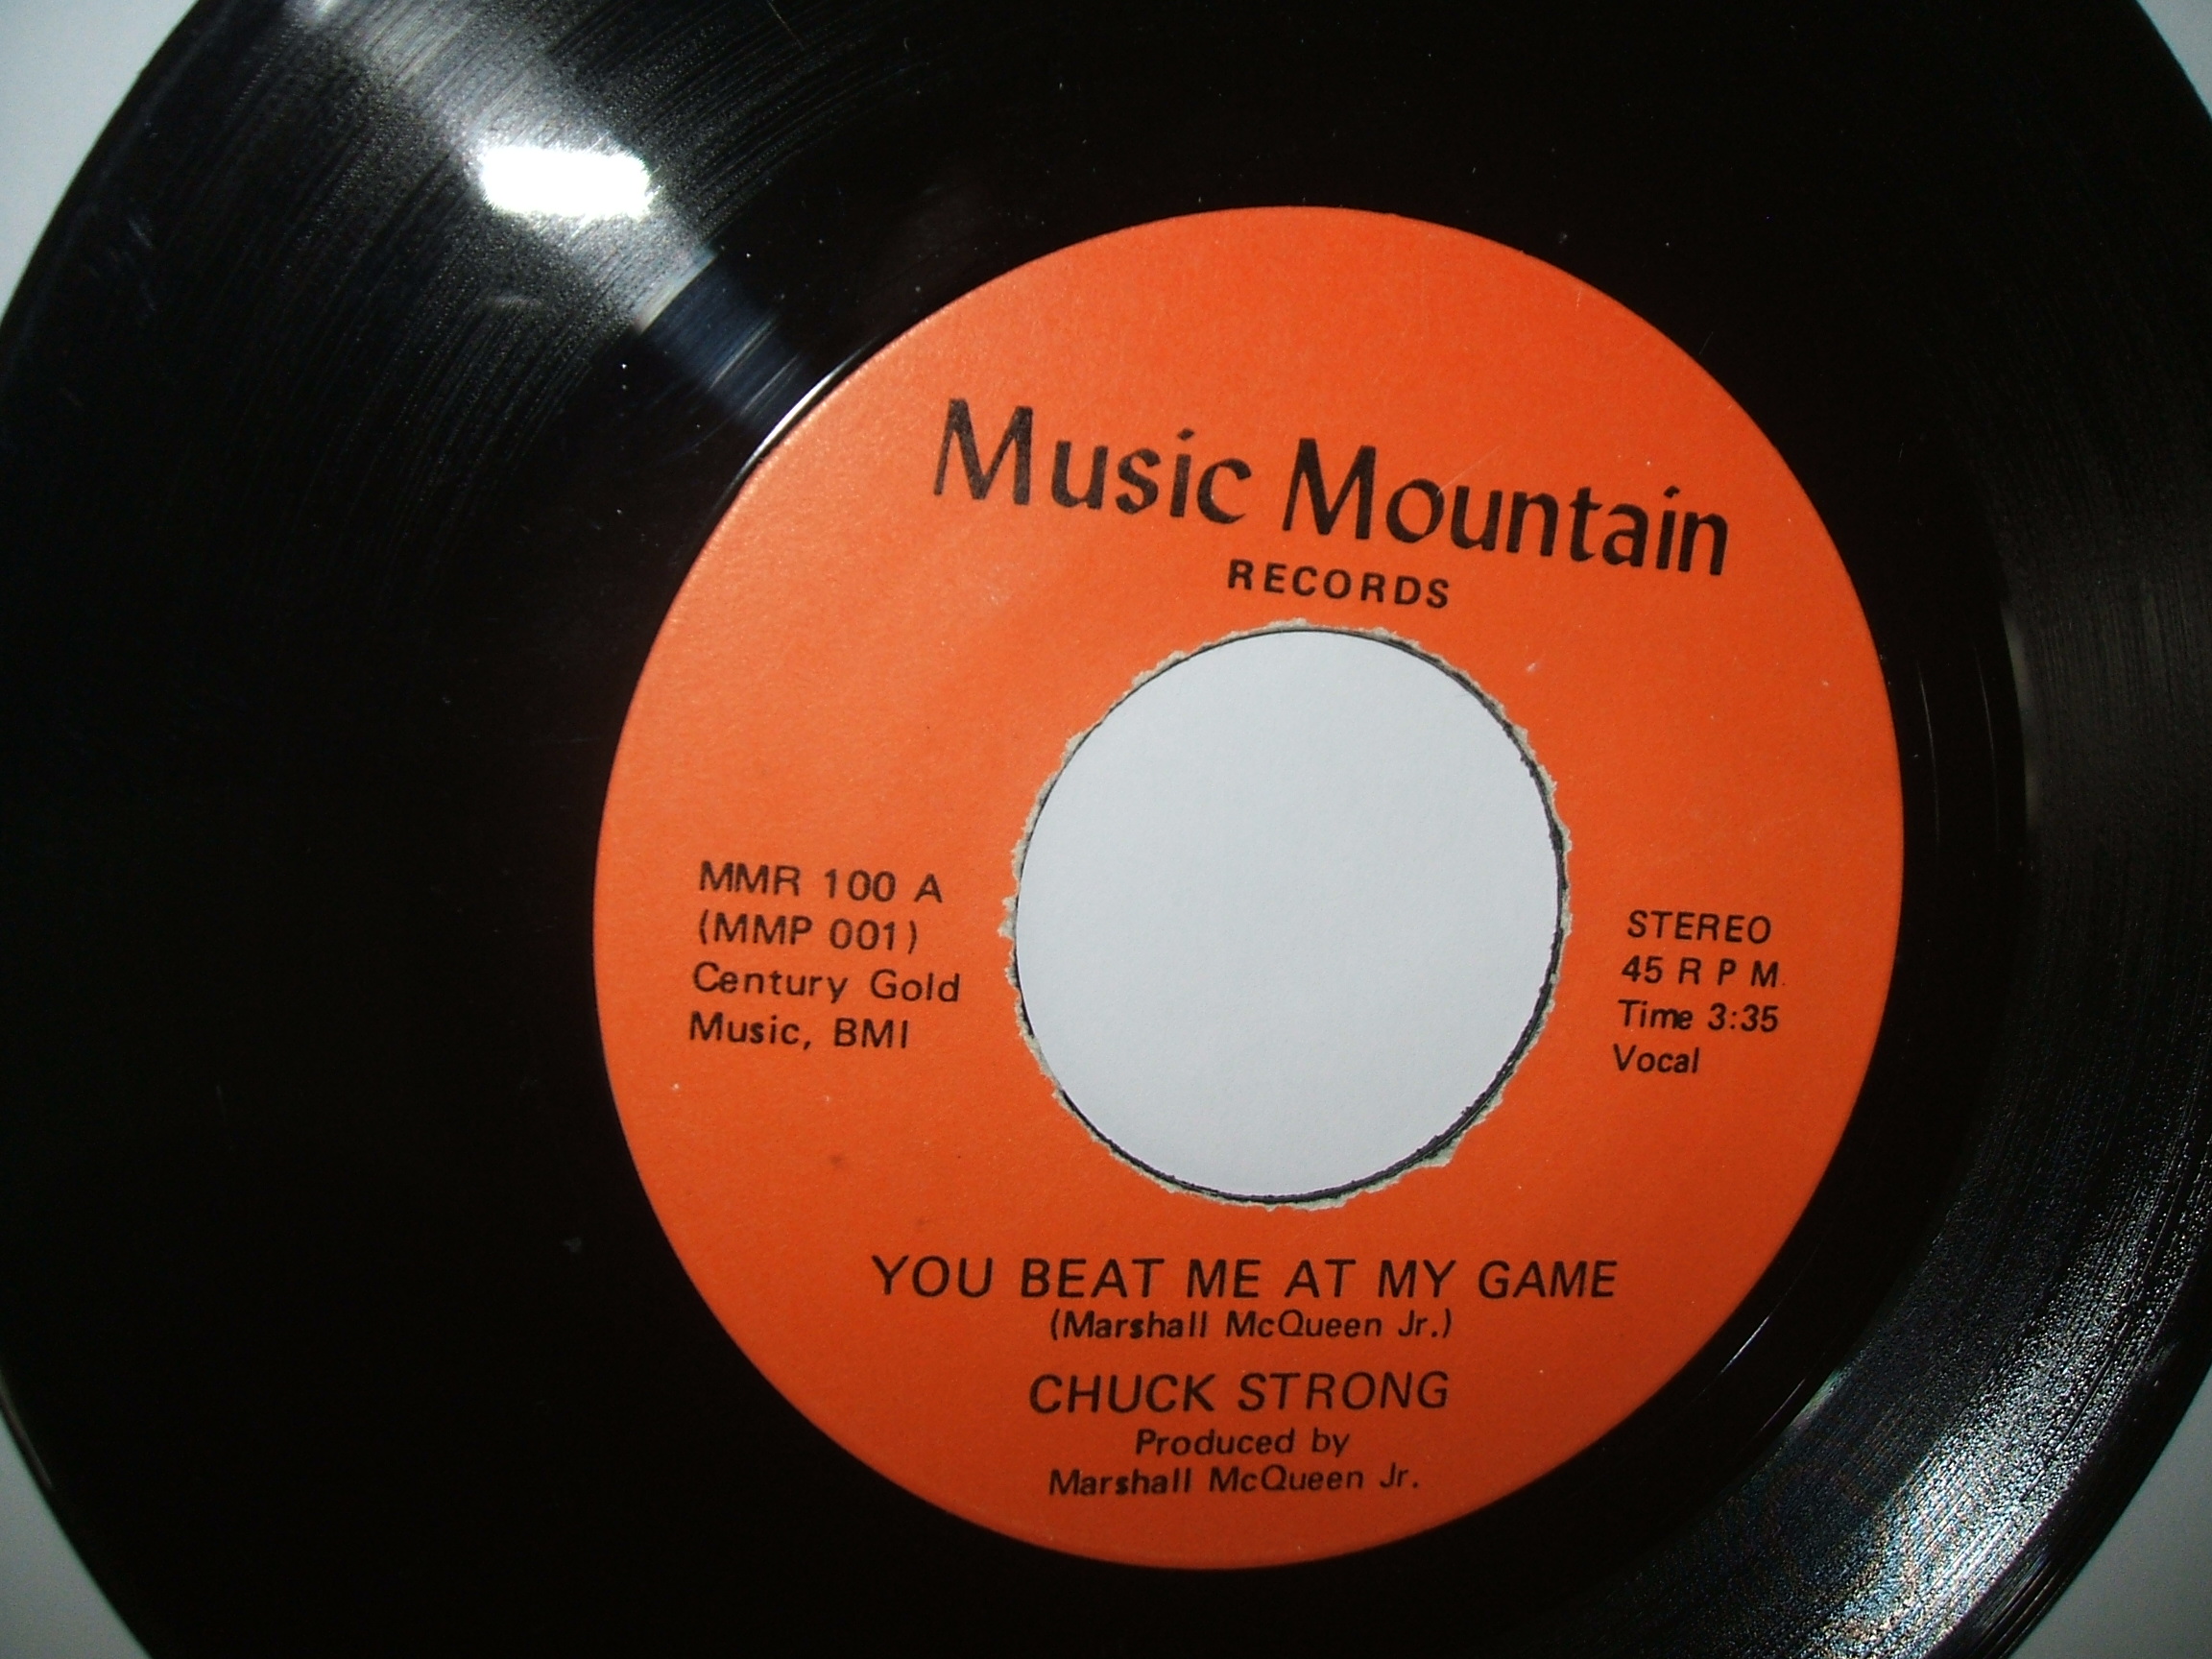 Music Mountain
RECORDS
MMR 100 A
(MMP 001)
Century Gold
Music, BMI
STEREO
45 R P M.
Time 3:35
Vocal
YOU BEAT ME AT MY GAME
(Marshall McQueen Jr.)
CHUCK STRONG
Produced by
Marshall McQueen Jr.